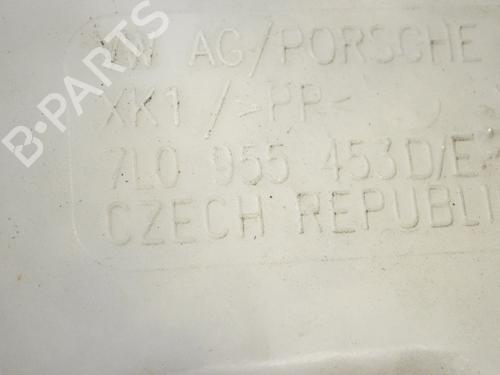 VW AG/PORSCHE
XK1 / >PP<
7L0 955 453D/E
CZECH REPUBLI
B-PARTS